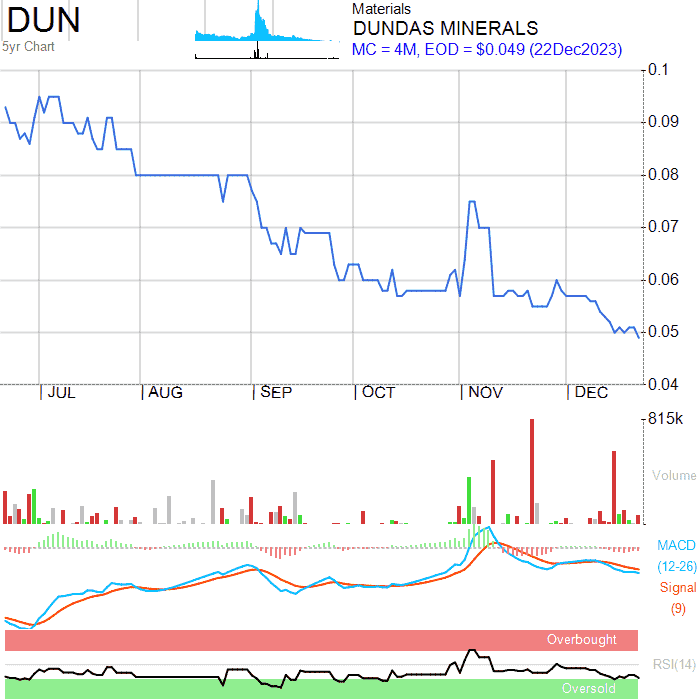 DUN
5yr Chart
Materials
DUNDAS MINERALS
MC = 4M, EOD = $0.049 (22Dec2023)
0.1
0.09
0.08
0.07
0.06
0.05
0.04
JUL AUG SEP OCT NOV DEC
815k
Volume
MACD
(12-26)
Signal
(9)
Overbought
RSI(14)
Oversold